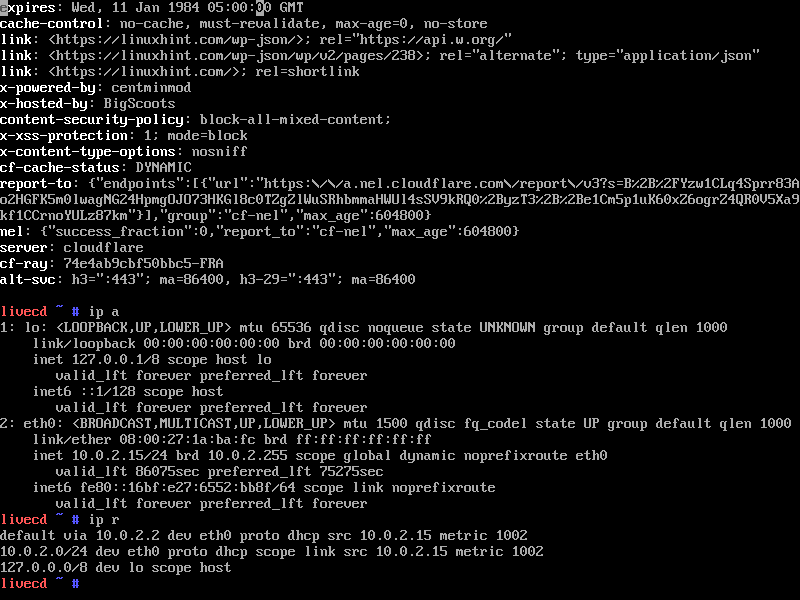 expires: Wed, 11 Jan 1984 05:00:00 GMT
cache-control: no-cache, must-revalidate, max-age=0, no-store
link: <https://linuxhint.com/wp-json/>; rel="https://api.w.org/"
link: <https://linuxhint.com/wp-json/wp/v2/pages/238>; rel="alternate"; type="application/json"
link: <https://linuxhint.com/>; rel=shortlink
x-powered-by: centminmod
x-hosted-by: BigScoots
content-security-policy: block-all-mixed-content;
x-xss-protection: 1; mode=block
x-content-type-options: nosniff
cf-cache-status: DYNAMIC
report-to: {"endpoints":[{"url":"https:\/\/a.nel.cloudflare.com\/report\/v3?s=B%2B%2FYzw1CLq4Sprr83A
o2HGFK5m0lwagNG24HpmgOJO73HKGl8c0TZgZlWuSRhbmmaHWUl4sSV9kRQ0%2ByzT3%2B%2Be1Cm5p1uK60xZ6ogrZ4QR0V5Xa9
kf1CCrnoYULz87km"}],"group":"cf-nel","max_age":604800}
nel: {"success_fraction":0,"report_to":"cf-nel","max_age":604800}
server: cloudflare
cf-ray: 74e4ab9cbf50bbc5-FRA
alt-svc: h3=":443"; ma=86400, h3-29=":443"; ma=86400
livecd ~ # ip a
1: lo: <LOOPBACK,UP,LOWER_UP> mtu 65536 qdisc noqueue state UNKNOWN group default qlen 1000
link/loopback 00:00:00:00:00:00 brd 00:00:00:00:00:00
inet 127.0.0.1/8 scope host lo
valid_lft forever preferred_lft forever
inet6 ::1/128 scope host
valid_lft forever preferred_lft forever
2: eth0: <BROADCAST,MULTICAST,UP,LOWER_UP> mtu 1500 qdisc fq_codel state UP group default qlen 1000
link/ether 08:00:27:1a:ba:fc brd ff:ff:ff:ff:ff:ff
inet 10.0.2.15/24 brd 10.0.2.255 scope global dynamic noprefixroute eth0
valid_lft 86075sec preferred_lft 75275sec
inet6 fe80::16bf:e27:6552:bb8f/64 scope link noprefixroute
valid_lft forever preferred_lft forever
livecd ~ # ip r
default via 10.0.2.2 dev eth0 proto dhcp src 10.0.2.15 metric 1002
10.0.2.0/24 dev eth0 proto dhcp scope link src 10.0.2.15 metric 1002
127.0.0.0/8 dev lo scope host
livecd ~ #